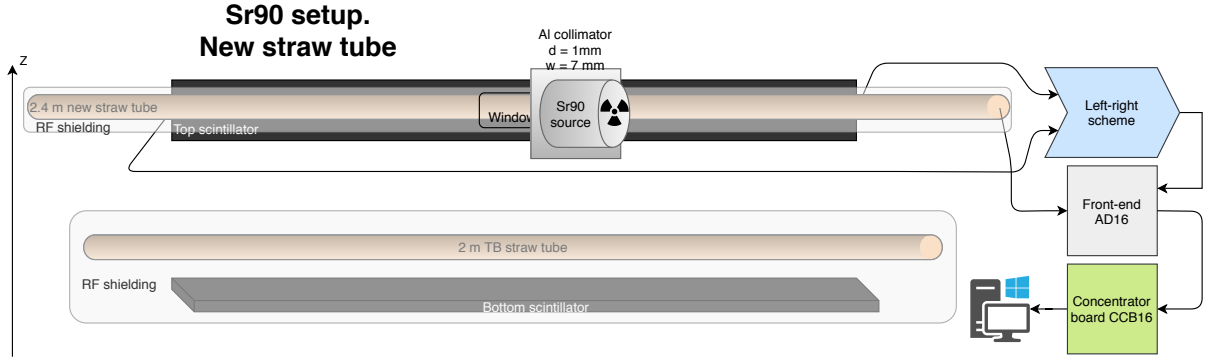 Sr90 setup.
New straw tube
Z
Al collimator
d = 1mm
w = 7 mm
2.4 m new straw tube
RF shielding
Top scintillator
Window
Sr90
source
Left-right
scheme
Front-end
AD16
2 m TB straw tube
RF shielding
Bottom scintillator
Concentrator
board CCB16